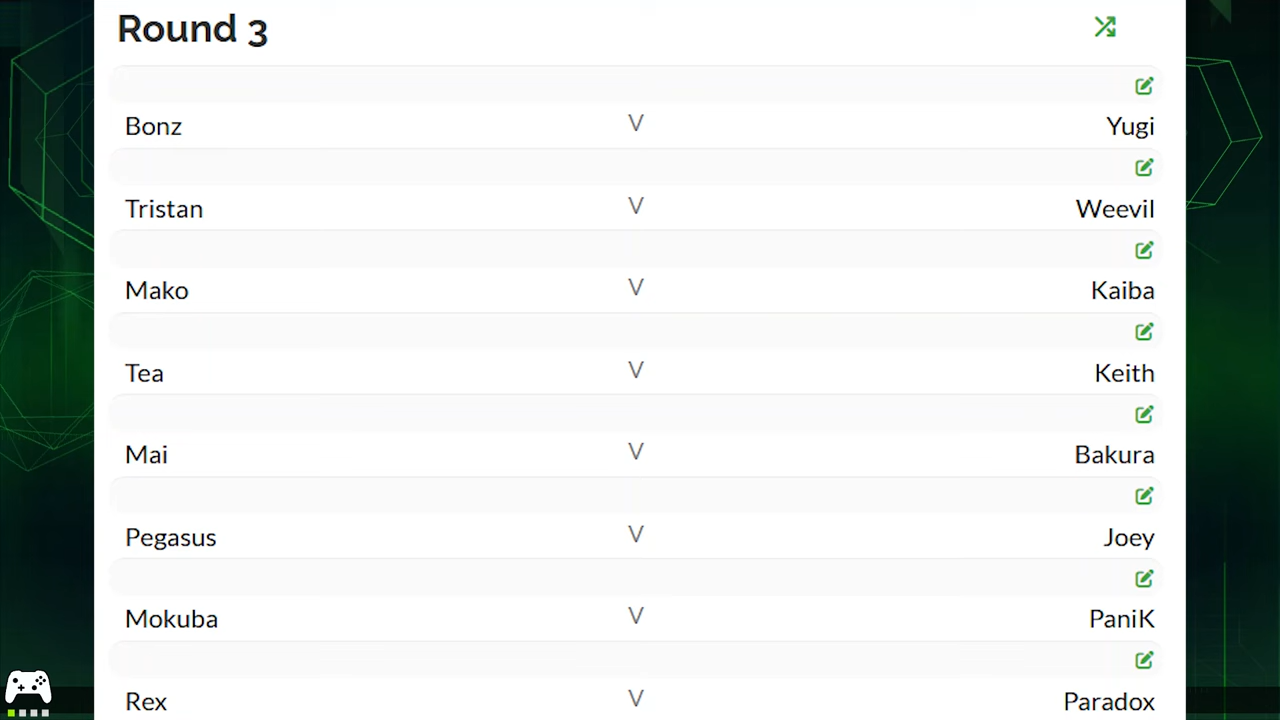 Round 3
Bonz V Yugi
Tristan V Weevil
Mako V Kaiba
Tea V Keith
Mai V Bakura
Pegasus V Joey
Mokuba V PaniK
Rex V Paradox